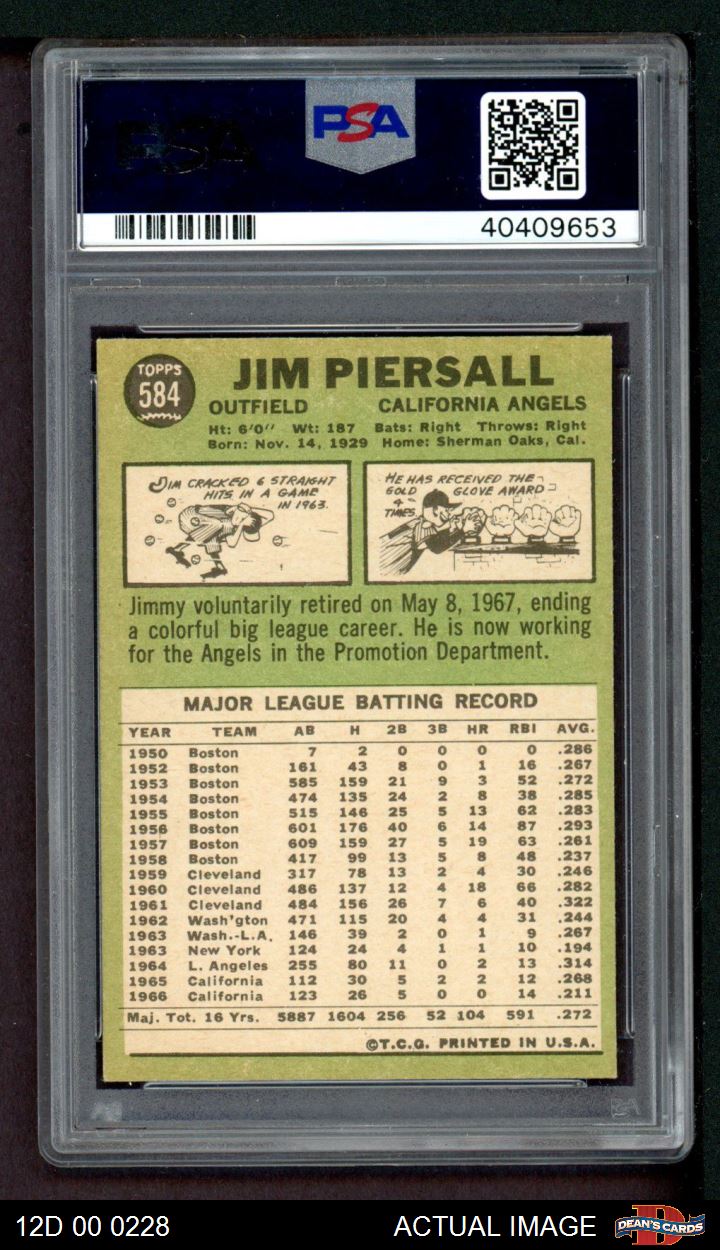 PSA
PSA
40409653
TOPPS
584
JIM PIERSALL
OUTFIELD CALIFORNIA ANGELS
Ht: 6'0" Wt: 187 Bats: Right Throws: Right
Born: Nov. 14, 1929 Home: Sherman Oaks, Cal.
JIM CRACKED 6 STRAIGHT
HITS IN A GAME
IN 1963.
HE HAS RECEIVED THE
GOLD GLOVE AWARD
4
TIMES.
Jimmy voluntarily retired on May 8, 1967, ending
a colorful big league career. He is now working
for the Angels in the Promotion Department.
MAJOR LEAGUE BATTING RECORD
YEAR TEAM AB H 2B 3B HR RBI AVG.
1950 Boston 7 2 0 0 0 0 .286
1952 Boston 161 43 8 0 1 16 .267
1953 Boston 585 159 21 9 3 52 .272
1954 Boston 474 135 24 2 8 38 .285
1955 Boston 515 146 25 5 13 62 .283
1956 Boston 601 176 40 6 14 87 .293
1957 Boston 609 159 27 5 19 63 .261
1958 Boston 417 99 13 5 8 48 .237
1959 Cleveland 317 78 13 2 4 30 .246
1960 Cleveland 486 137 12 4 18 66 .282
1961 Cleveland 484 156 26 7 6 40 .322
1962 Wash'gton 471 115 20 4 4 31 .244
1963 Wash.-L.A. 146 39 2 0 1 9 .267
1963 New York 124 24 4 1 1 10 .194
1964 L. Angeles 255 80 11 0 2 13 .314
1965 California 112 30 5 2 2 12 .268
1966 California 123 26 5 0 0 14 .211
Maj. Tot. 16 Yrs. 5887 1604 256 52 104 591 .272
©T.C.G. PRINTED IN U.S.A.
12D 00 0228 ACTUAL IMAGE DEAN'S CARDS